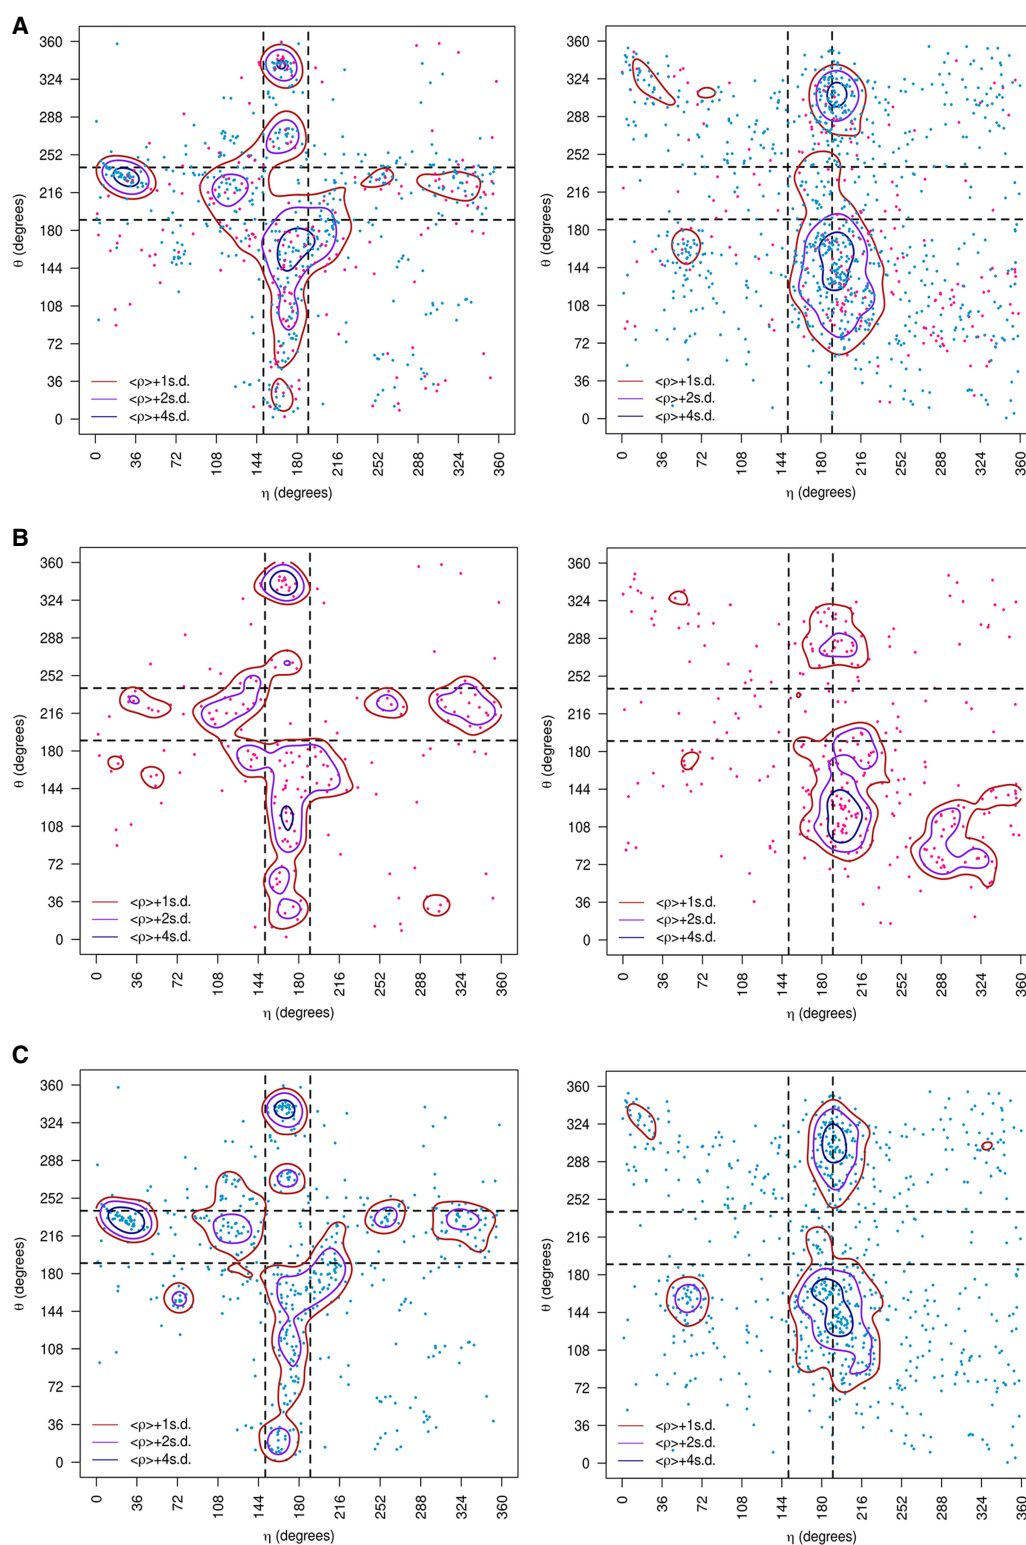 A
360
324
288
252
216
180
144
108
72
36
0
θ (degrees)
<ρ>+1s.d.
<ρ>+2s.d.
<ρ>+4s.d.
0 36 72 108 144 180 216 252 288 324 360
η (degrees)
360
324
288
252
216
180
144
108
72
36
0
θ (degrees)
<ρ>+1s.d.
<ρ>+2s.d.
<ρ>+4s.d.
0 36 72 108 144 180 216 252 288 324 360
η (degrees)
B
360
324
288
252
216
180
144
108
72
36
0
θ (degrees)
<ρ>+1s.d.
<ρ>+2s.d.
<ρ>+4s.d.
0 36 72 108 144 180 216 252 288 324 360
η (degrees)
360
324
288
252
216
180
144
108
72
36
0
θ (degrees)
<ρ>+1s.d.
<ρ>+2s.d.
<ρ>+4s.d.
0 36 72 108 144 180 216 252 288 324 360
η (degrees)
C
360
324
288
252
216
180
144
108
72
36
0
θ (degrees)
<ρ>+1s.d.
<ρ>+2s.d.
<ρ>+4s.d.
0 36 72 108 144 180 216 252 288 324 360
η (degrees)
360
324
288
252
216
180
144
108
72
36
0
θ (degrees)
<ρ>+1s.d.
<ρ>+2s.d.
<ρ>+4s.d.
0 36 72 108 144 180 216 252 288 324 360
η (degrees)